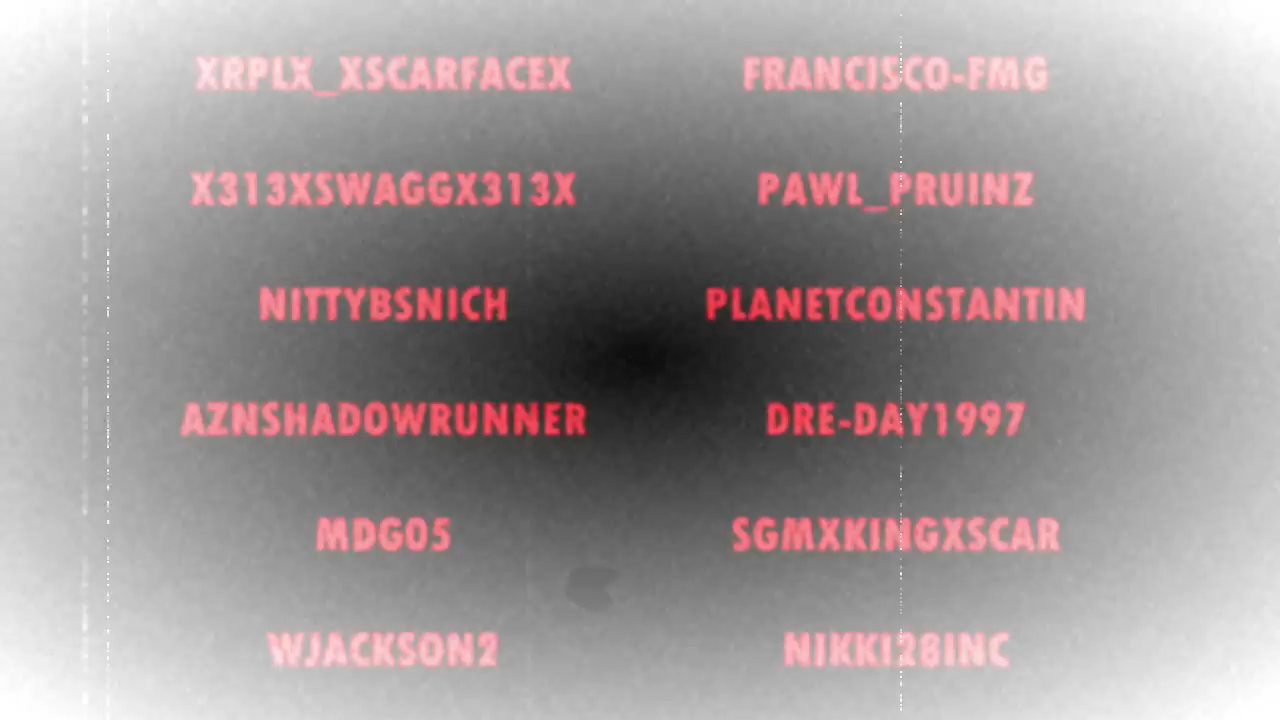 XRPLX_XSCARFACEX
FRANCISCO-FMG
X313XSWAGGX313X
PAWL_PRUINZ
NITTYBSNICH
PLANETCONSTANTIN
AZNSHADOWRUNNER
DRE-DAY1997
MDG05
SGMXKINGXSCAR
WJACKSON2
NIKKI28INC